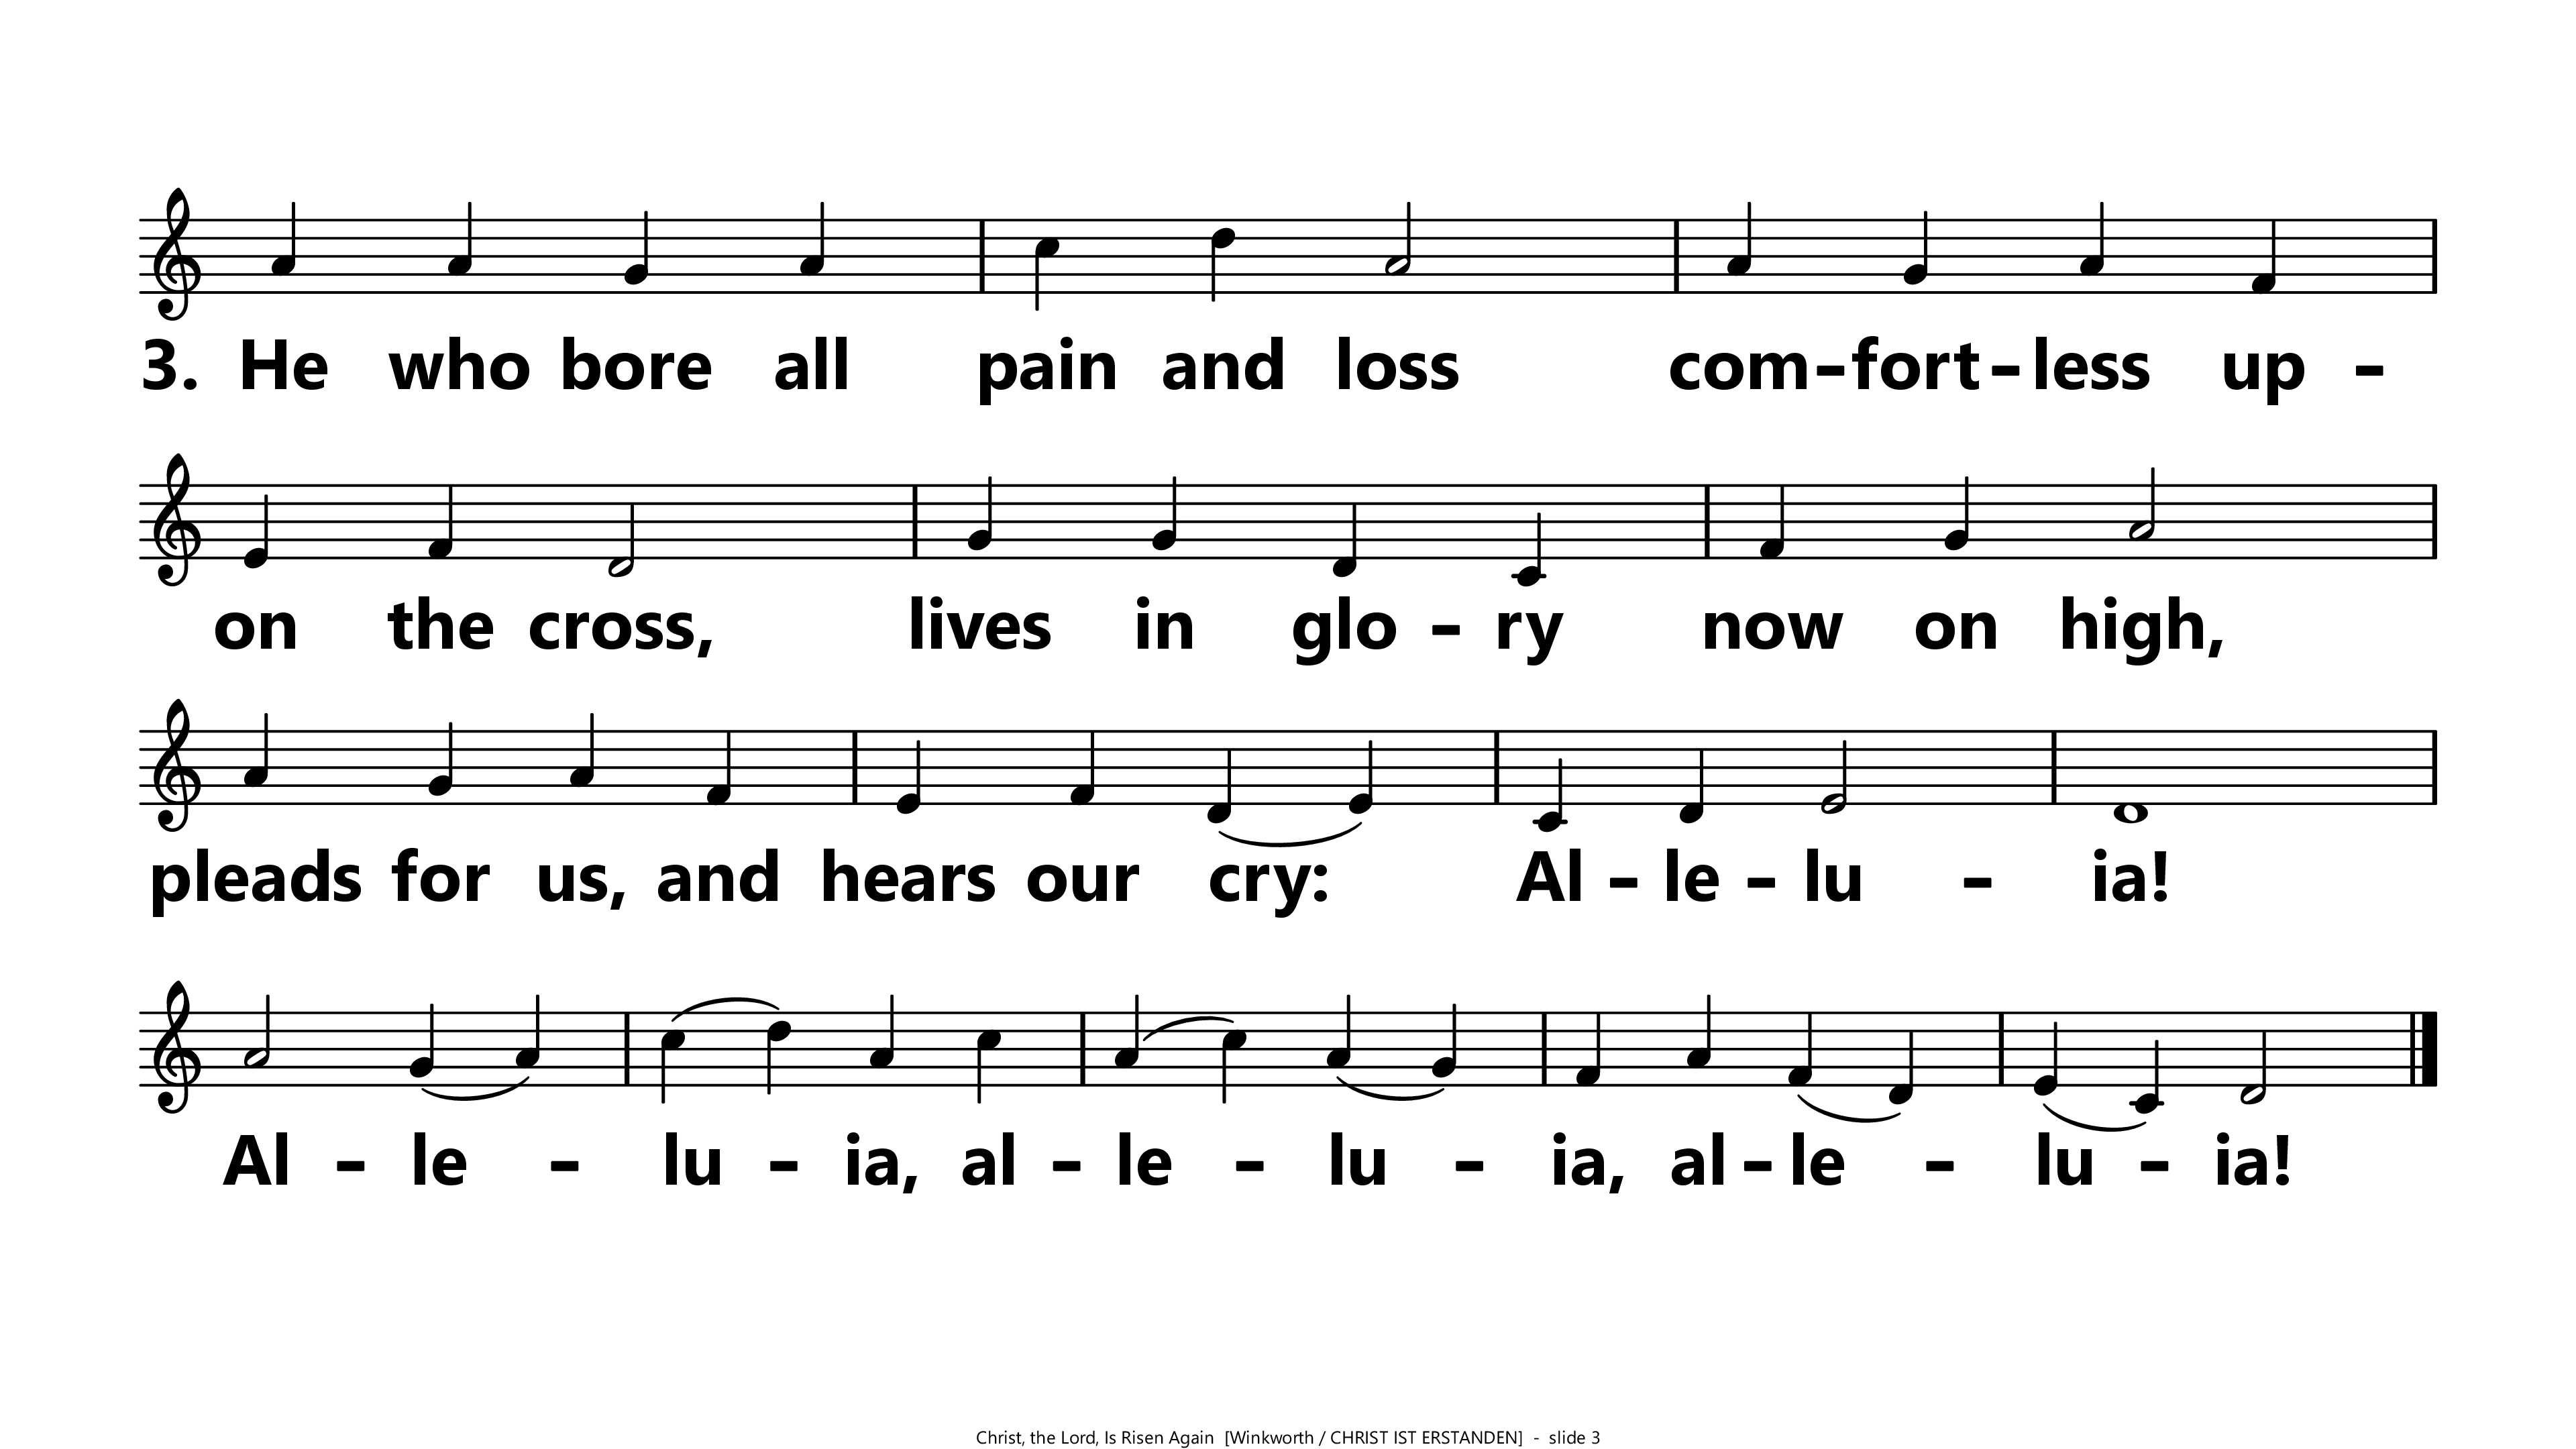 3. He who bore all pain and loss com-fort-less up -
on the cross, lives in glo - ry now on high,
pleads for us, and hears our cry: Al - le - lu - ia!
Al - le - lu - ia, al - le - lu - ia, al - le - lu - ia!
Christ, the Lord, Is Risen Again [Winkworth / CHRIST IST ERSTANDEN] - slide 3